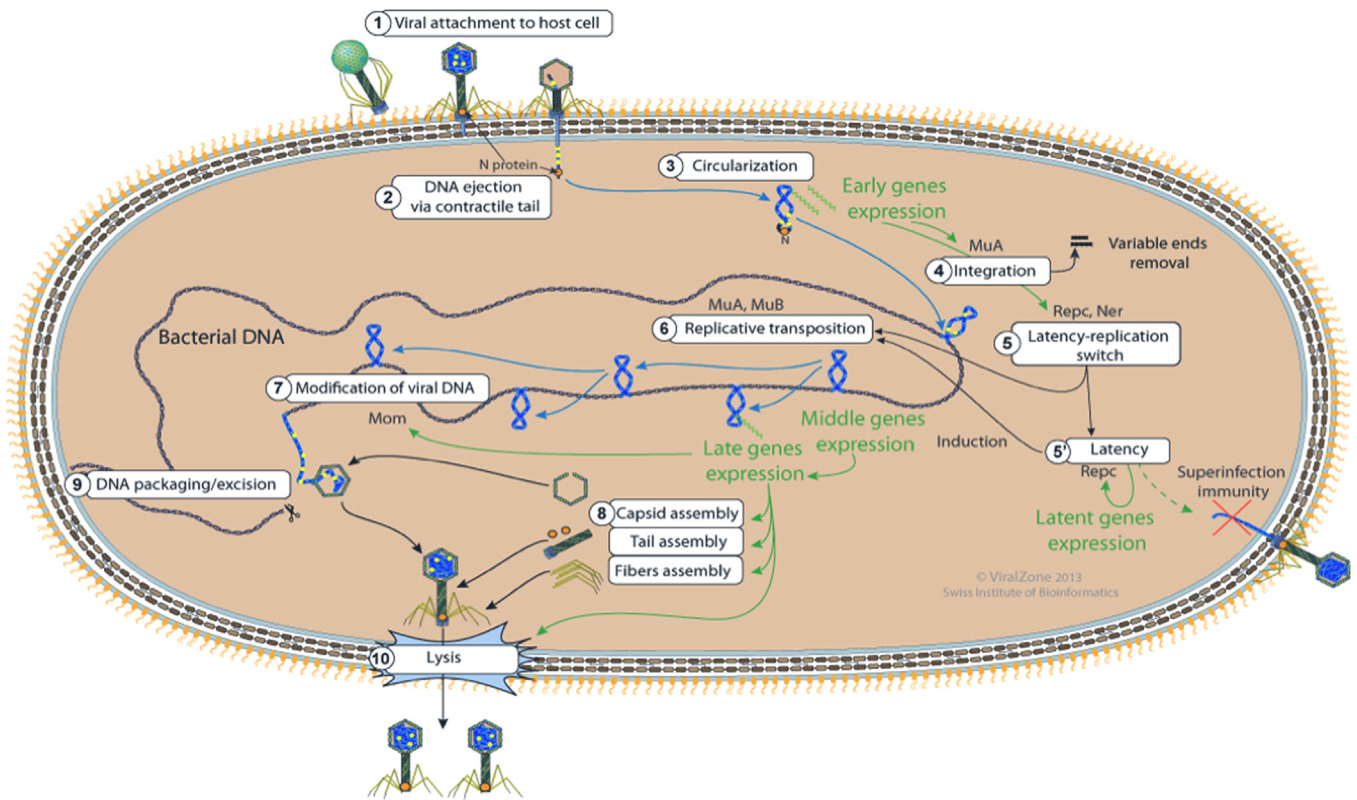 1 Viral attachment to host cell
N protein
2 DNA ejection
via contractile tail
3 Circularization
N
Early genes
expression
MuA
4 Integration
Variable ends
removal
Repc, Ner
5 Latency-replication
switch
MuA, MuB
6 Replicative transposition
Bacterial DNA
7 Modification of viral DNA
Mom
Middle genes
expression
Late genes
expression
Induction
5' Latency
Repc
Latent genes
expression
Superinfection
immunity
9 DNA packaging/excision
8 Capsid assembly
Tail assembly
Fibers assembly
© ViralZone 2013
Swiss Institute of Bioinformatics
10 Lysis